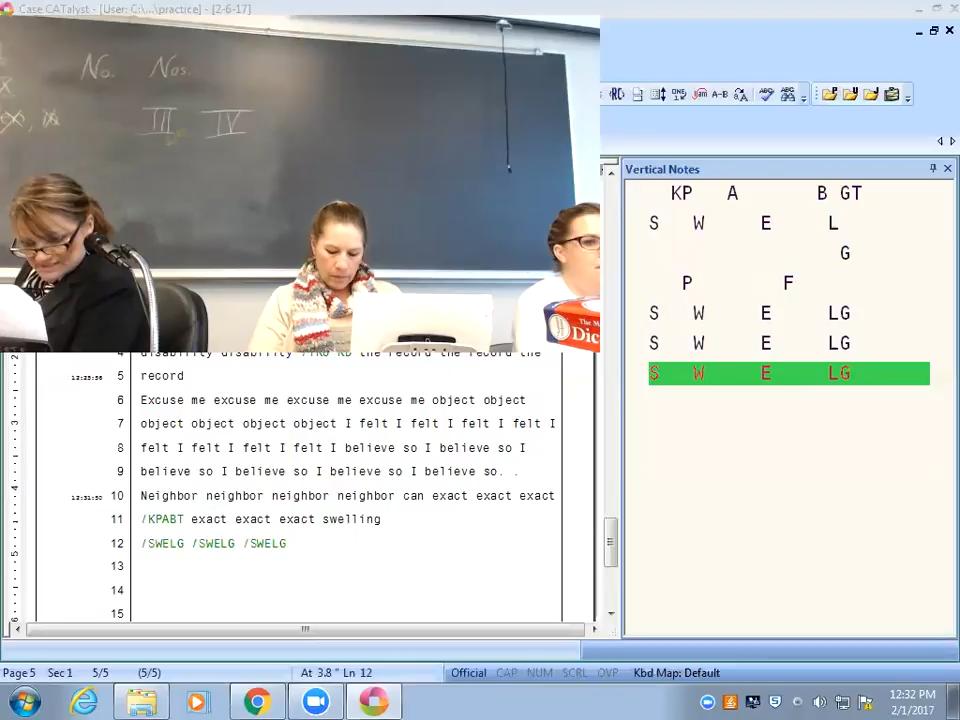 Case CATalyst - [User: C:\...\practice] - [2-6-17]
No. Nos.
III IV
Vertical Notes
KP A B GT
S W E L
G
P F
S W E LG
S W E LG
S W E LG
disability disability /TKO*KD the record the record the
12:25:56 5 record
6 Excuse me excuse me excuse me excuse me object object
7 object object object object I felt I felt I felt I felt I
8 felt I felt I felt I felt I believe so I believe so I
9 believe so I believe so I believe so I believe so. .
12:31:50 10 Neighbor neighbor neighbor neighbor can exact exact exact
11 /KPABT exact exact exact swelling
12 /SWELG /SWELG /SWELG
13
14
15
Page 5 Sec 1 5/5 (5/5) At 3.8 " Ln 12 Official CAP NUM SCRL OVR Kbd Map: Default
12:32 PM
2/1/2017